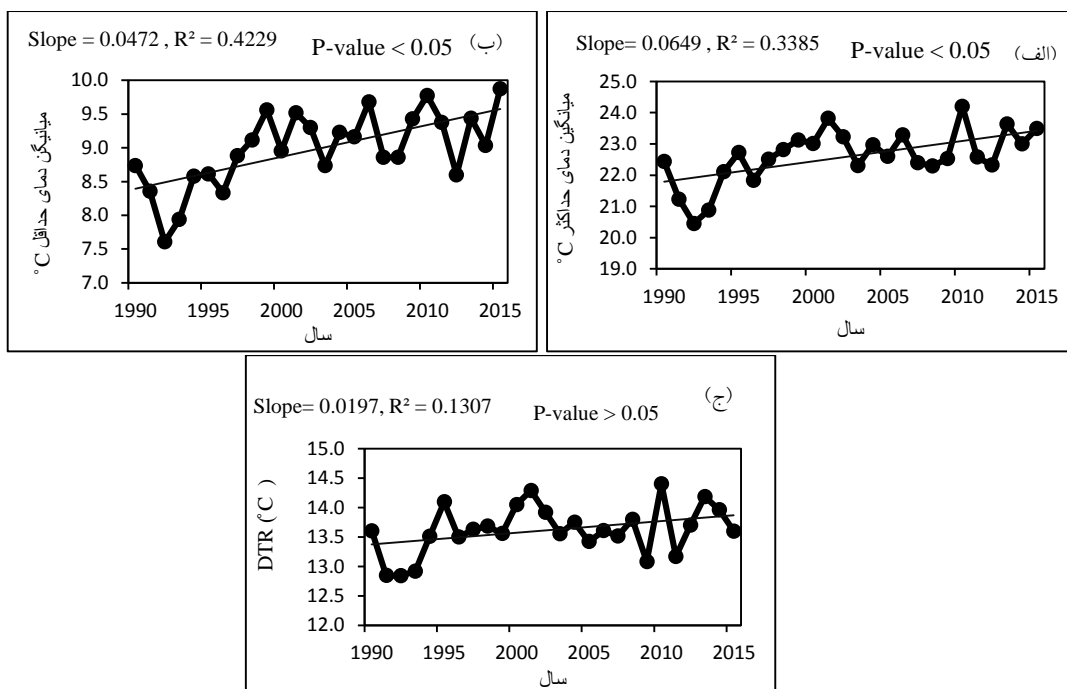 Slope= 0.0649 , R² = 0.3385 P-value < 0.05 (الف)
25.0
24.0
23.0
22.0
21.0
20.0
19.0
میانگین دمای حداکثر C°
1990 1995 2000 2005 2010 2015
سال
Slope = 0.0472 , R² = 0.4229 P-value < 0.05 (ب)
10.0
9.5
9.0
8.5
8.0
7.5
7.0
میانیگن دمای حداقل C°
1990 1995 2000 2005 2010 2015
سال
Slope= 0.0197, R² = 0.1307 P-value > 0.05 (ج)
15.0
14.5
14.0
13.5
13.0
12.5
12.0
DTR (°C )
1990 1995 2000 2005 2010 2015
سال